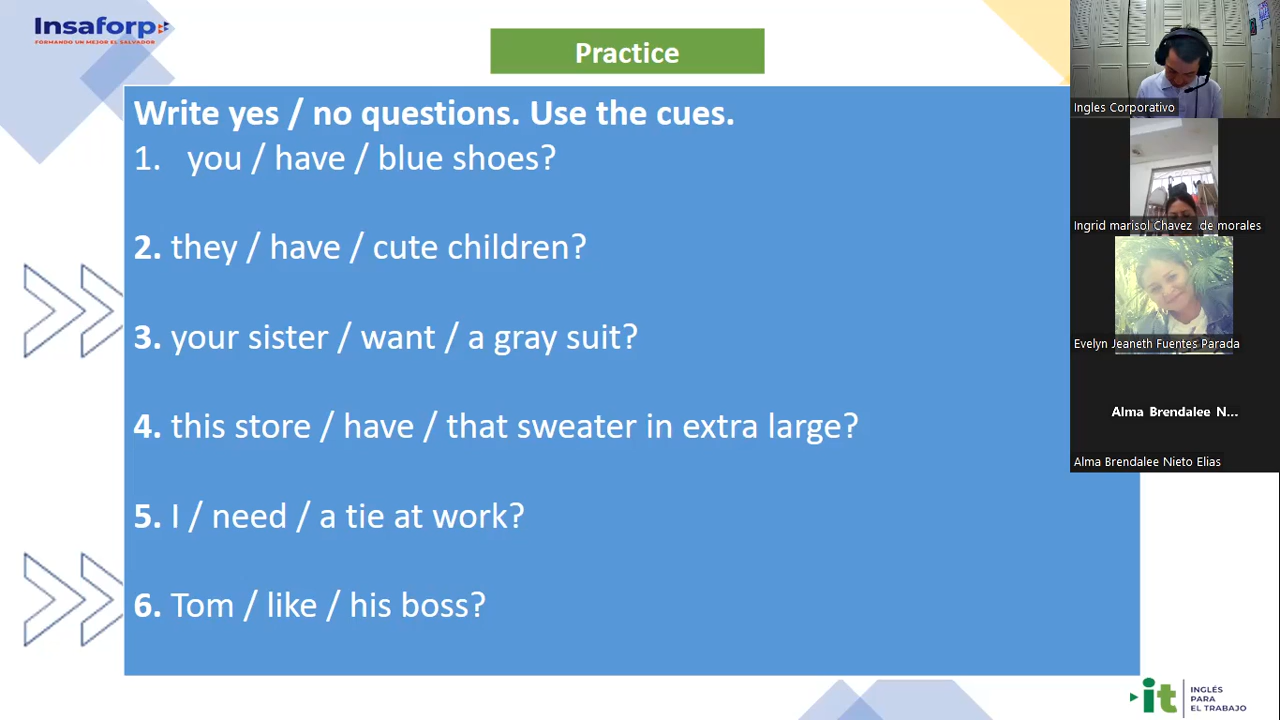 Insaforp
FORMANDO UN MEJOR EL SALVADOR
Practice
Write yes / no questions. Use the cues.
1. you / have / blue shoes?
2. they / have / cute children?
3. your sister / want / a gray suit?
4. this store / have / that sweater in extra large?
5. I / need / a tie at work?
6. Tom / like / his boss?
Ingles Corporativo
Ingrid marisol Chavez de morales
Evelyn Jeaneth Fuentes Parada
Alma Brendalee N...
Alma Brendalee Nieto Elias
it
INGLÉS
PARA
EL TRABAJO